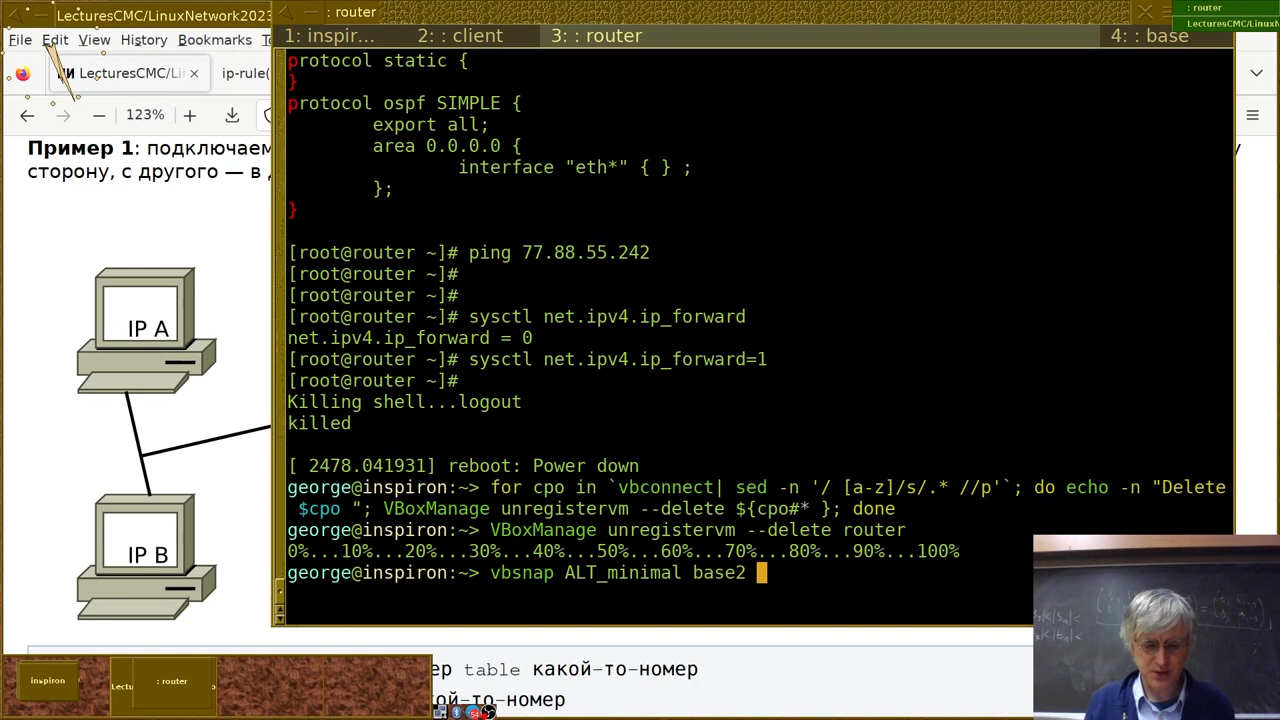 LecturesCMC/LinuxNetwork2023
: router
: router
LecturesCMC/LinuxNetwork2023
File Edit View History Bookmarks
1: inspir... 2: : client 3: : router 4: : base
LecturesCMC/Li
ip-rule(
123%
Пример 1: подключаем
сторону, с другого — в
IP A
IP B
protocol static {
}
protocol ospf SIMPLE {
export all;
area 0.0.0.0 {
interface "eth*" { } ;
};
}
[root@router ~]# ping 77.88.55.242
[root@router ~]#
[root@router ~]#
[root@router ~]# sysctl net.ipv4.ip_forward
net.ipv4.ip_forward = 0
[root@router ~]# sysctl net.ipv4.ip_forward=1
[root@router ~]#
Killing shell...logout
killed
[ 2478.041931] reboot: Power down
george@inspiron:~> for cpo in `vbconnect| sed -n '/ [a-z]/s/.* //p'`; do echo -n "Delete
$cpo "; VBoxManage unregistervm --delete ${cpo#* }; done
george@inspiron:~> VBoxManage unregistervm --delete router
0%...10%...20%...30%...40%...50%...60%...70%...80%...90%...100%
george@inspiron:~> vbsnap ALT_minimal base2
ер table какой-то-номер
кой-то-номер
inspiron
Lectu
: router